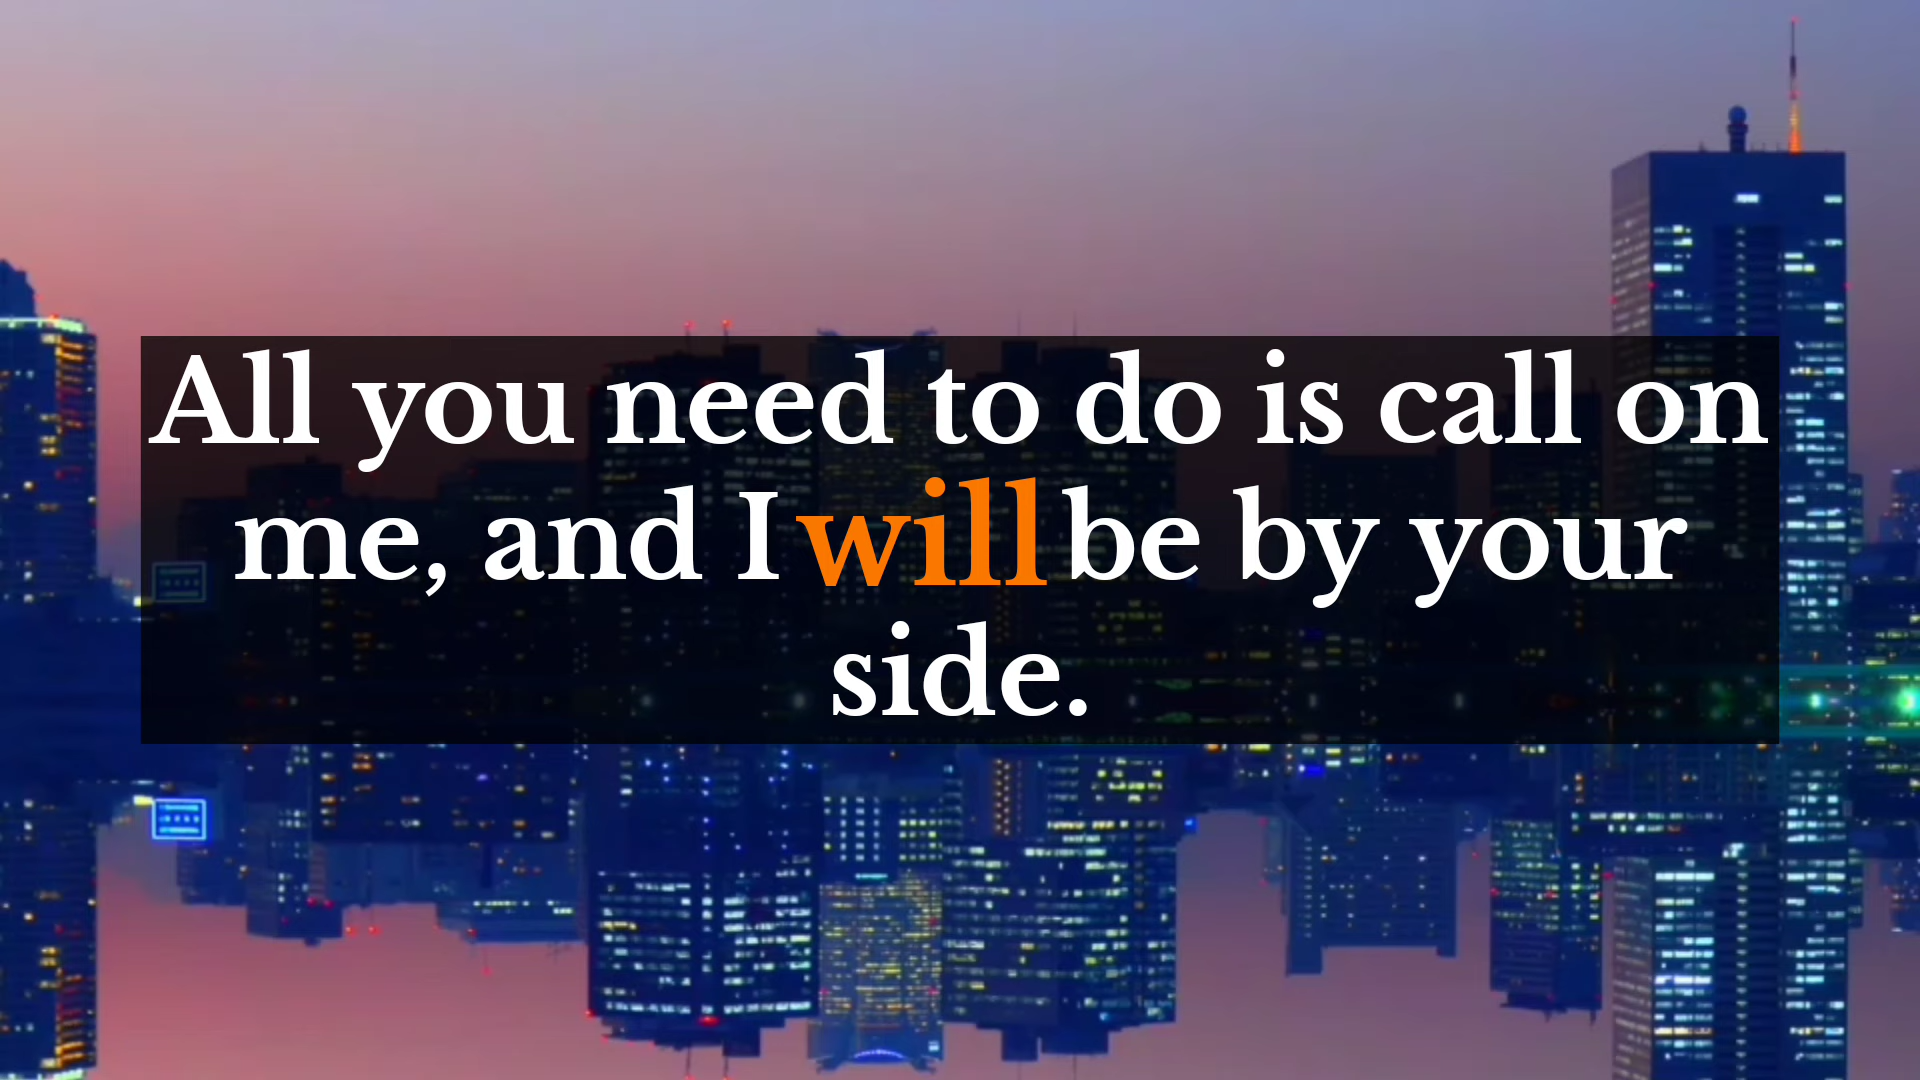 All you need to do is call on
me, and I will be by your
side.